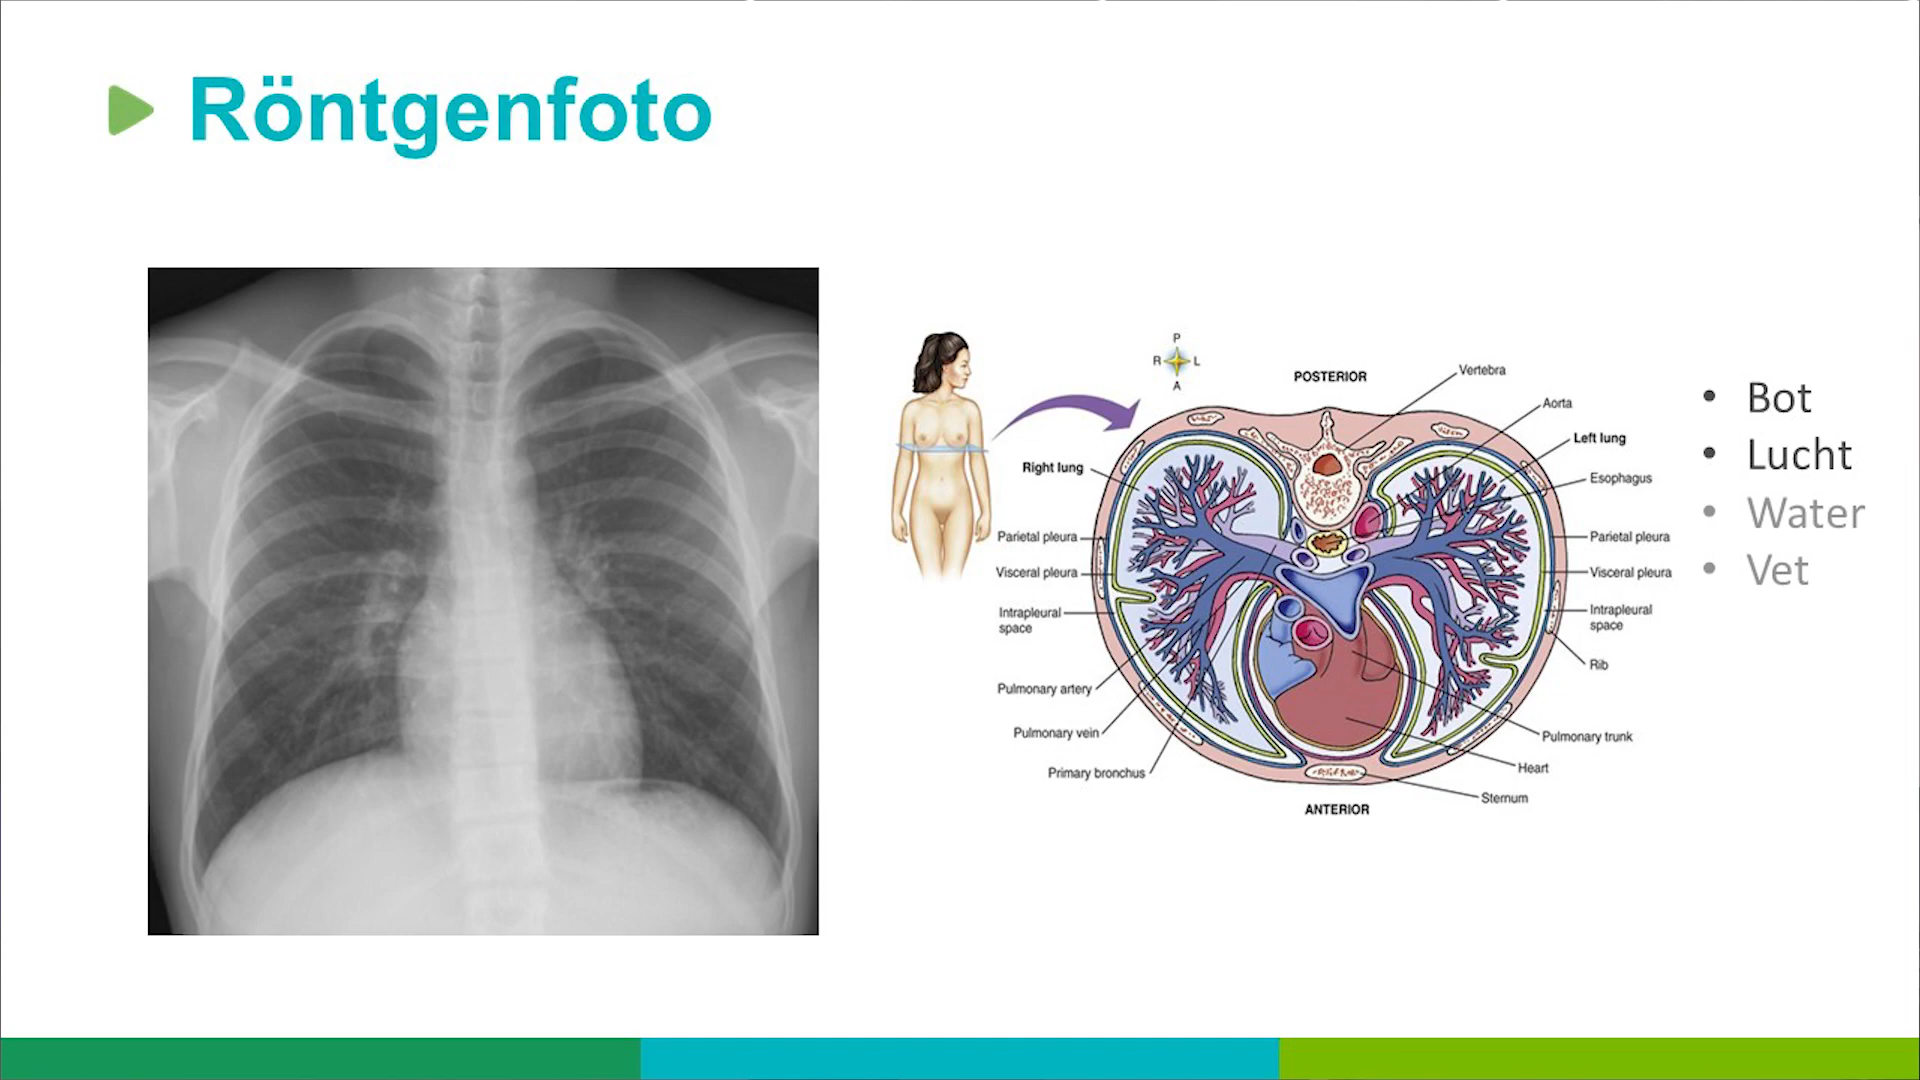 Röntgenfoto
P
R
L
A
POSTERIOR
Vertebra
Aorta
Left lung
Esophagus
Right lung
Parietal pleura
Visceral pleura
Intrapleural
space
Pulmonary artery
Pulmonary vein
Primary bronchus
Parietal pleura
Visceral pleura
Intrapleural
space
Rib
Pulmonary trunk
Heart
Sternum
ANTERIOR
• Bot
• Lucht
• Water
• Vet